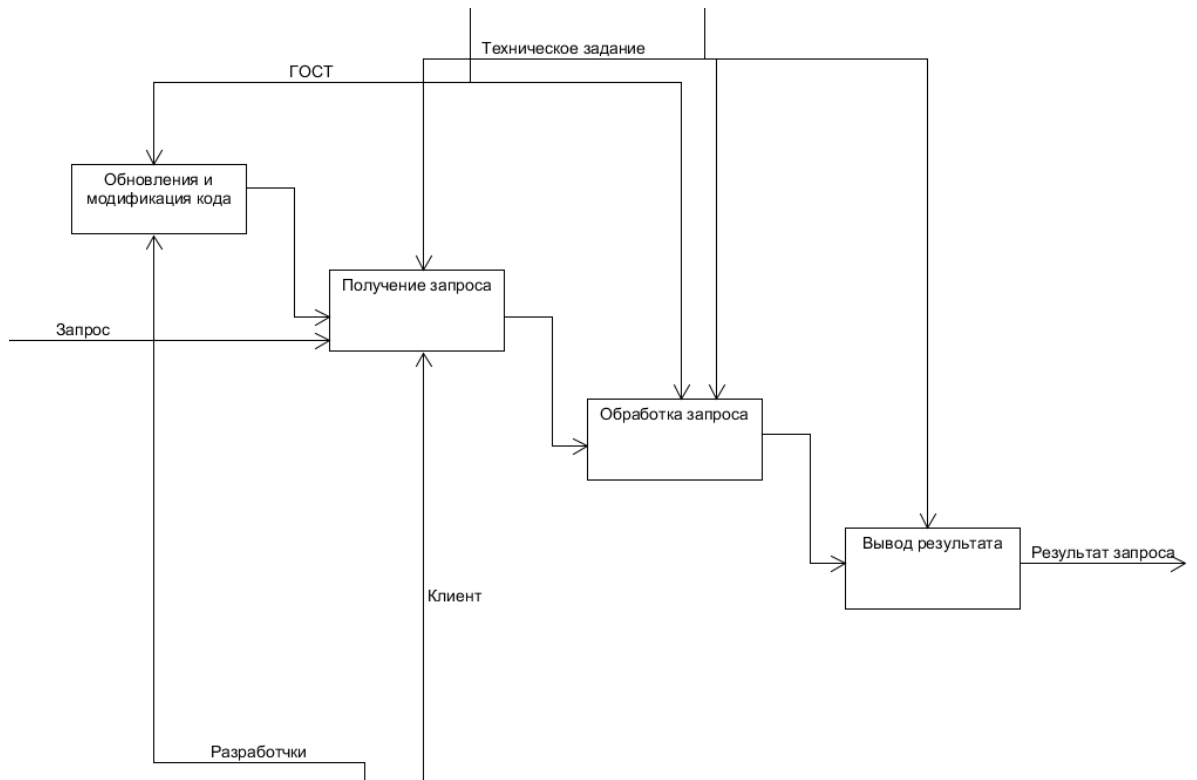 Техническое задание
ГОСТ
Обновления и
модификация кода
Получение запроса
Запрос
Обработка запроса
Вывод результата
Результат запроса
Клиент
Разработчки